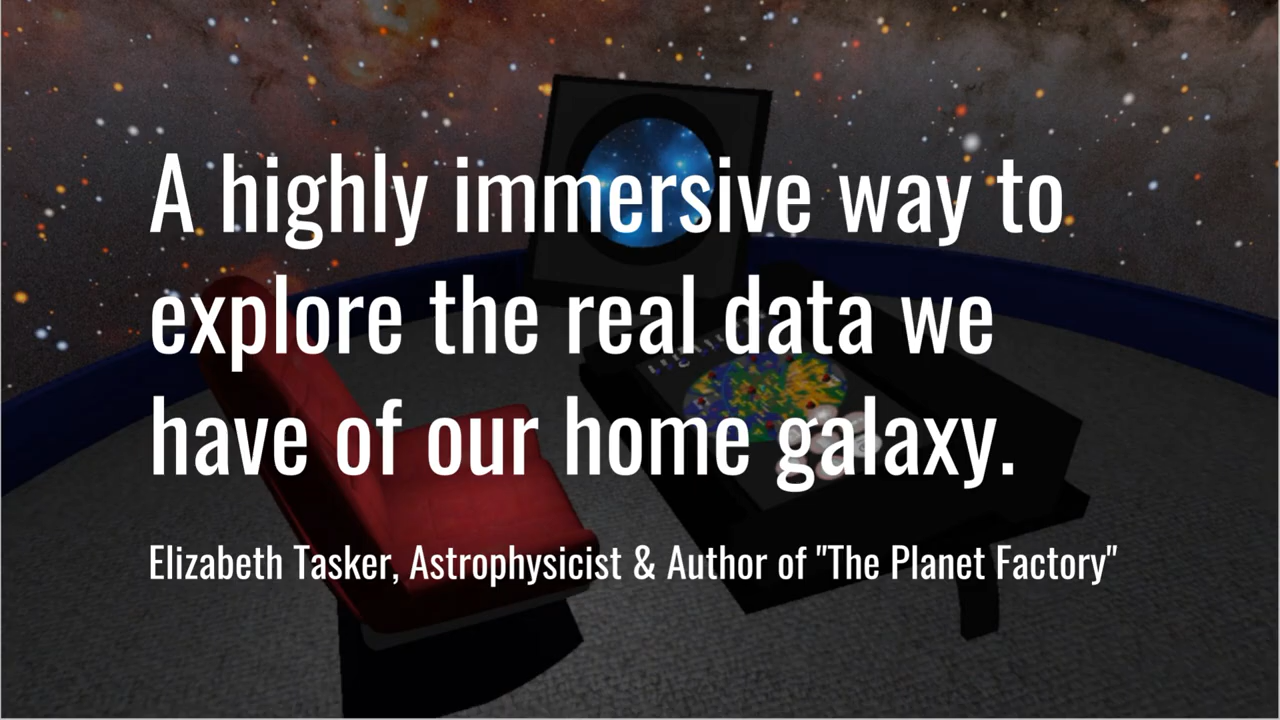 A highly immersive way to
explore the real data we
have of our home galaxy.
Elizabeth Tasker, Astrophysicist & Author of "The Planet Factory"